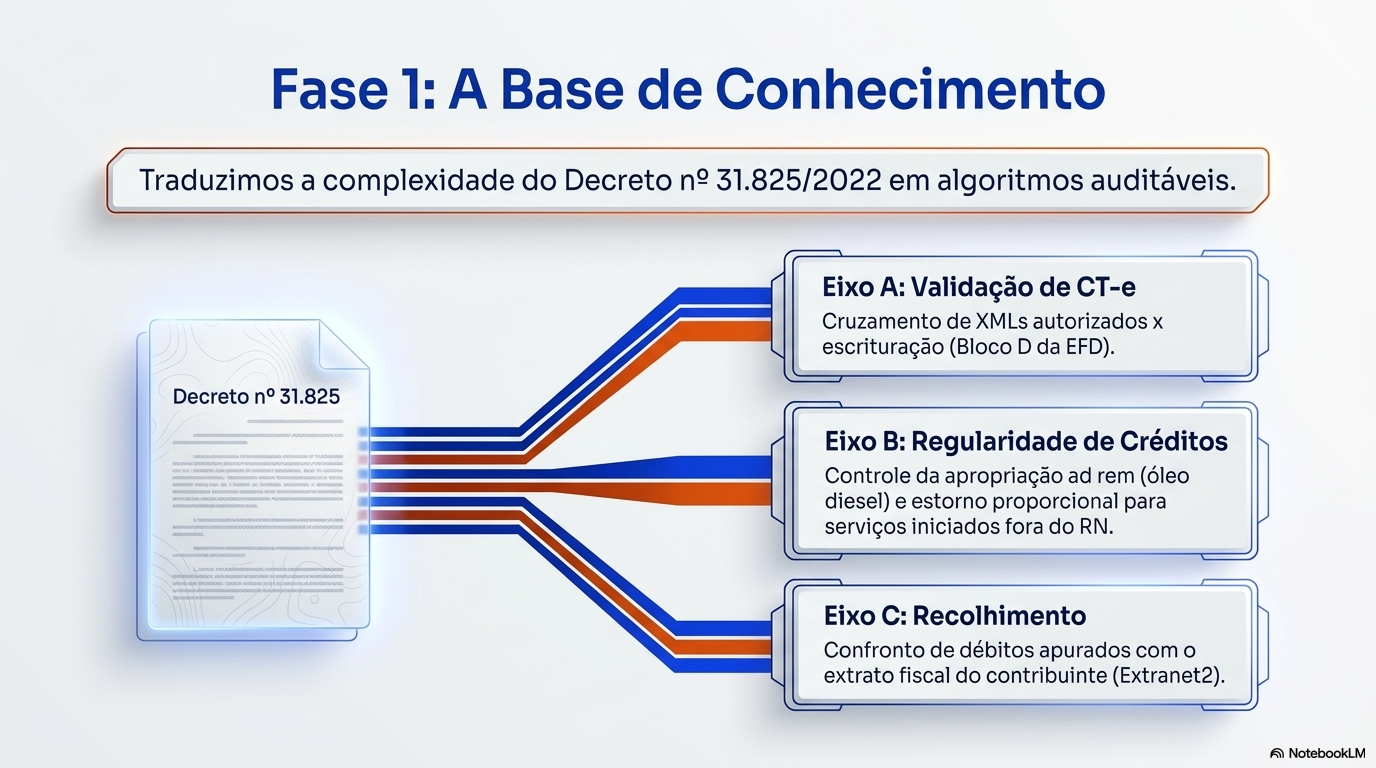 Fase 1: A Base de Conhecimento
Traduzimos a complexidade do Decreto nº 31.825/2022 em algoritmos auditáveis.
Decreto nº 31.825
Eixo A: Validação de CT-e
Cruzamento de XMLs autorizados x
escrituração (Bloco D da EFD).
Eixo B: Regularidade de Créditos
Controle da apropriação ad rem (óleo
diesel) e estorno proporcional para
serviços iniciados fora do RN.
Eixo C: Recolhimento
Confronto de débitos apurados com o
extrato fiscal do contribuinte (Extranet2).
NotebookLM